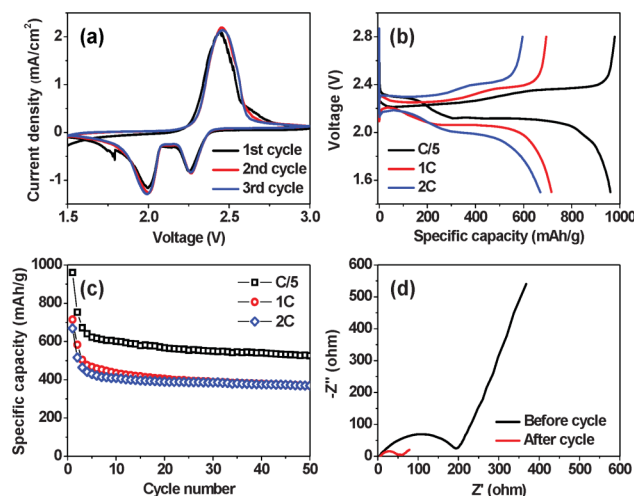 (a)
Current density (mA/cm²)
2
1
0
-1
1st cycle
2nd cycle
3rd cycle
1.5 2.0 2.5 3.0
Voltage (V)
(b)
Voltage (V)
2.8
2.4
2.0
1.6
C/5
1C
2C
0 200 400 600 800 1000
Specific capacity (mAh/g)
(c)
Specific capacity (mAh/g)
1000
800
600
400
200
0
C/5
1C
2C
0 10 20 30 40 50
Cycle number
(d)
-Z" (ohm)
600
500
400
300
200
100
0
Before cycle
After cycle
0 100 200 300 400 500
Z' (ohm)